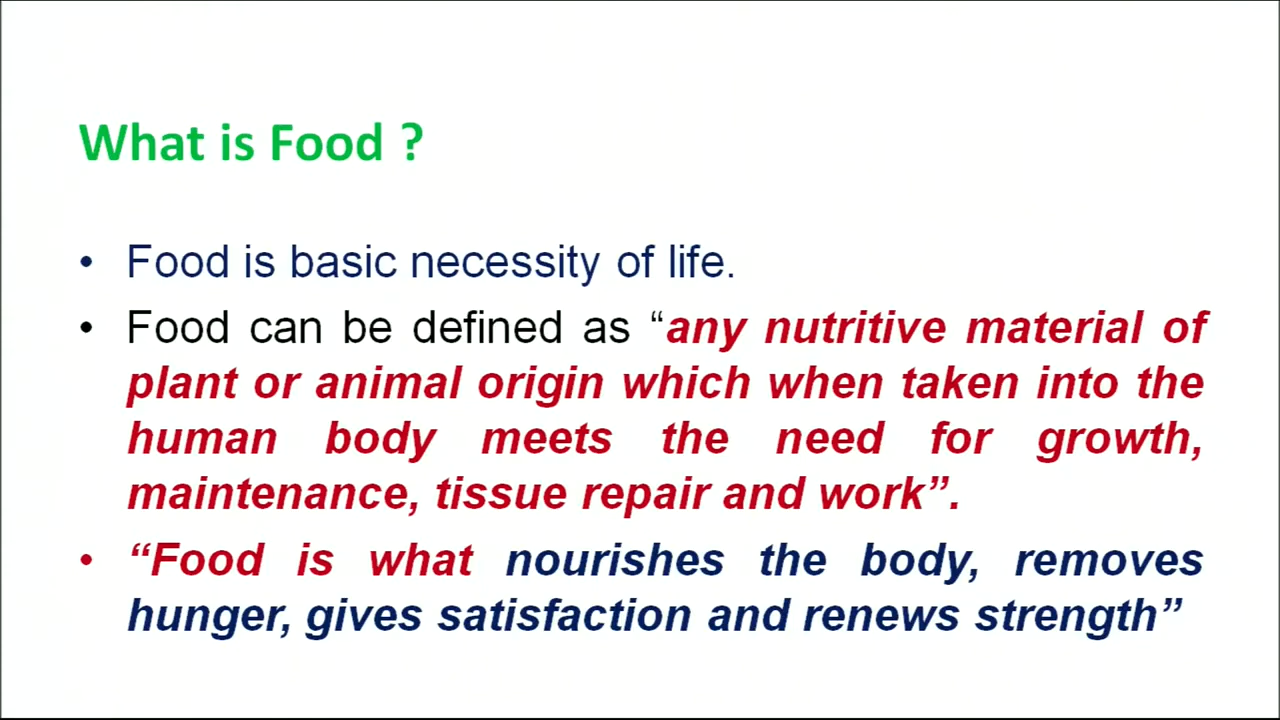 What is Food ?
• Food is basic necessity of life.
• Food can be defined as “any nutritive material of
plant or animal origin which when taken into the
human body meets the need for growth,
maintenance, tissue repair and work”.
• “Food is what nourishes the body, removes
hunger, gives satisfaction and renews strength”